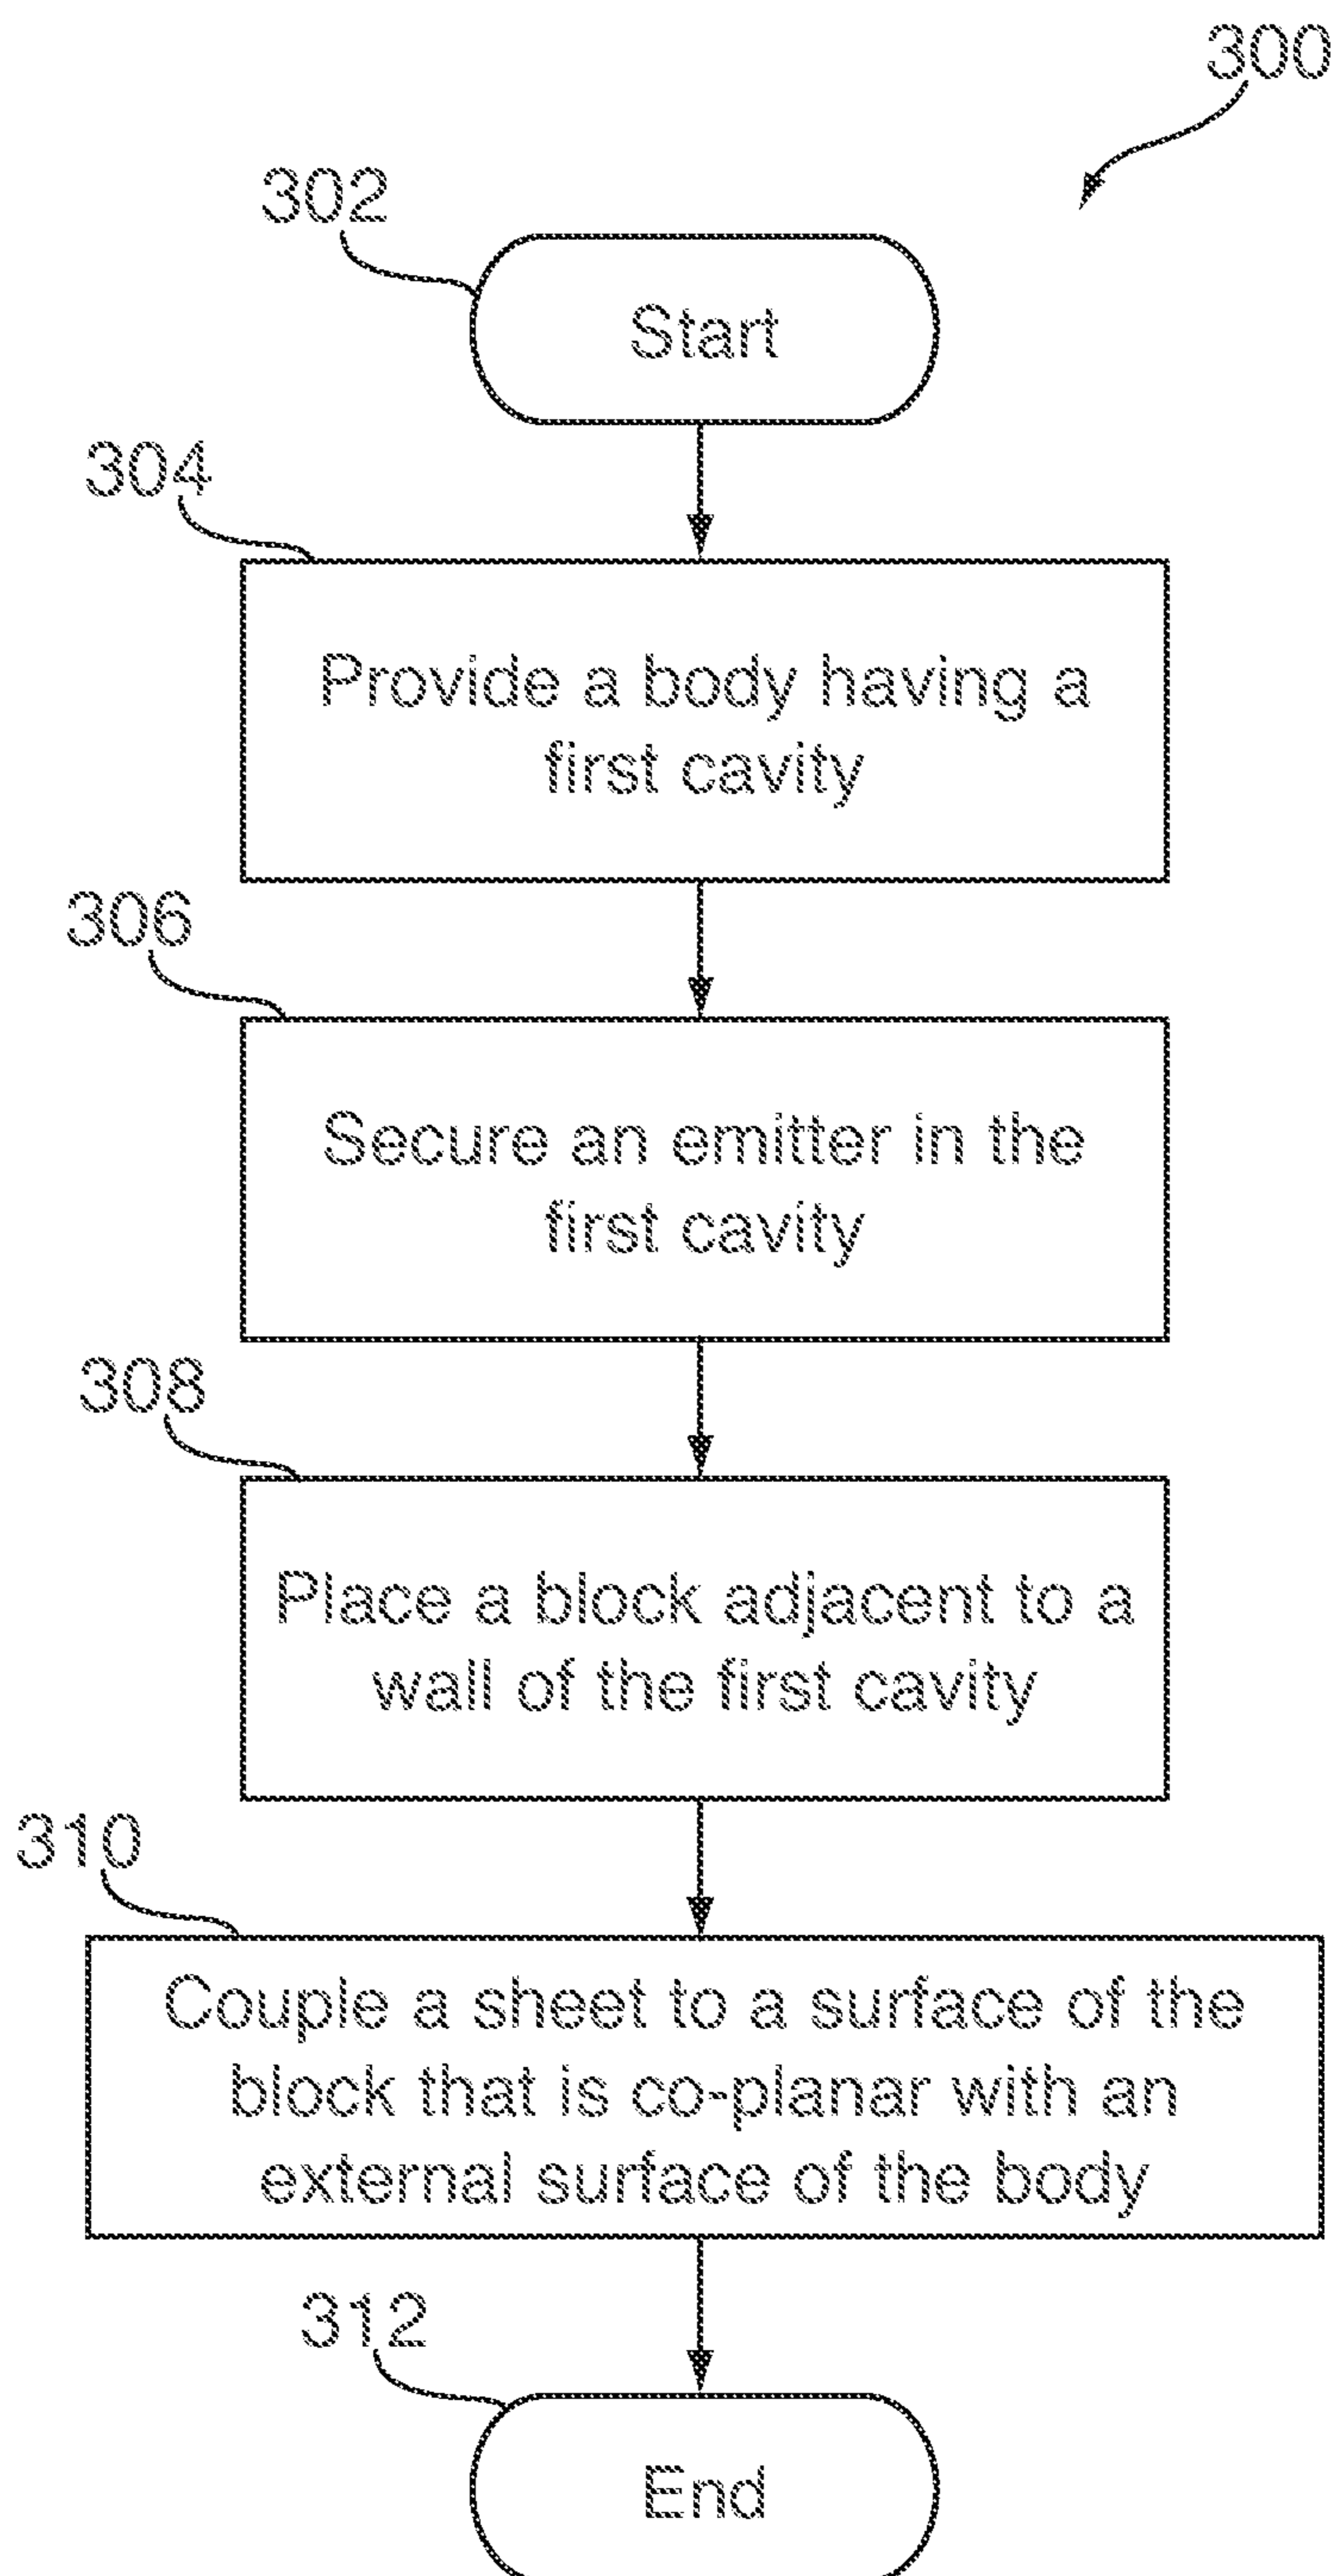 300
302
Start
304
Provide a body having a
first cavity
306
Secure an emitter in the
first cavity
308
Place a block adjacent to a
wall of the first cavity
310
Couple a sheet to a surface of the
block that is co-planar with an
external surface of the body
312
End